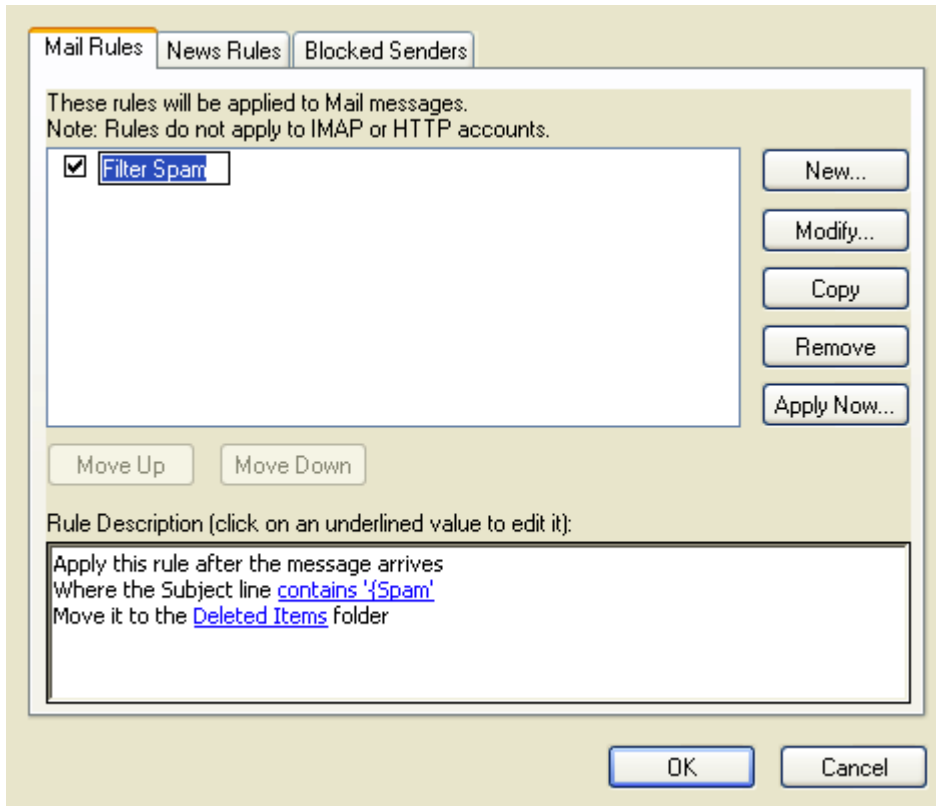 Mail Rules News Rules Blocked Senders
These rules will be applied to Mail messages.
Note: Rules do not apply to IMAP or HTTP accounts.
Filter Spam
New...
Modify...
Copy
Remove
Apply Now...
Move Up Move Down
Rule Description (click on an underlined value to edit it):
Apply this rule after the message arrives
Where the Subject line contains '{Spam'
Move it to the Deleted Items folder
OK Cancel